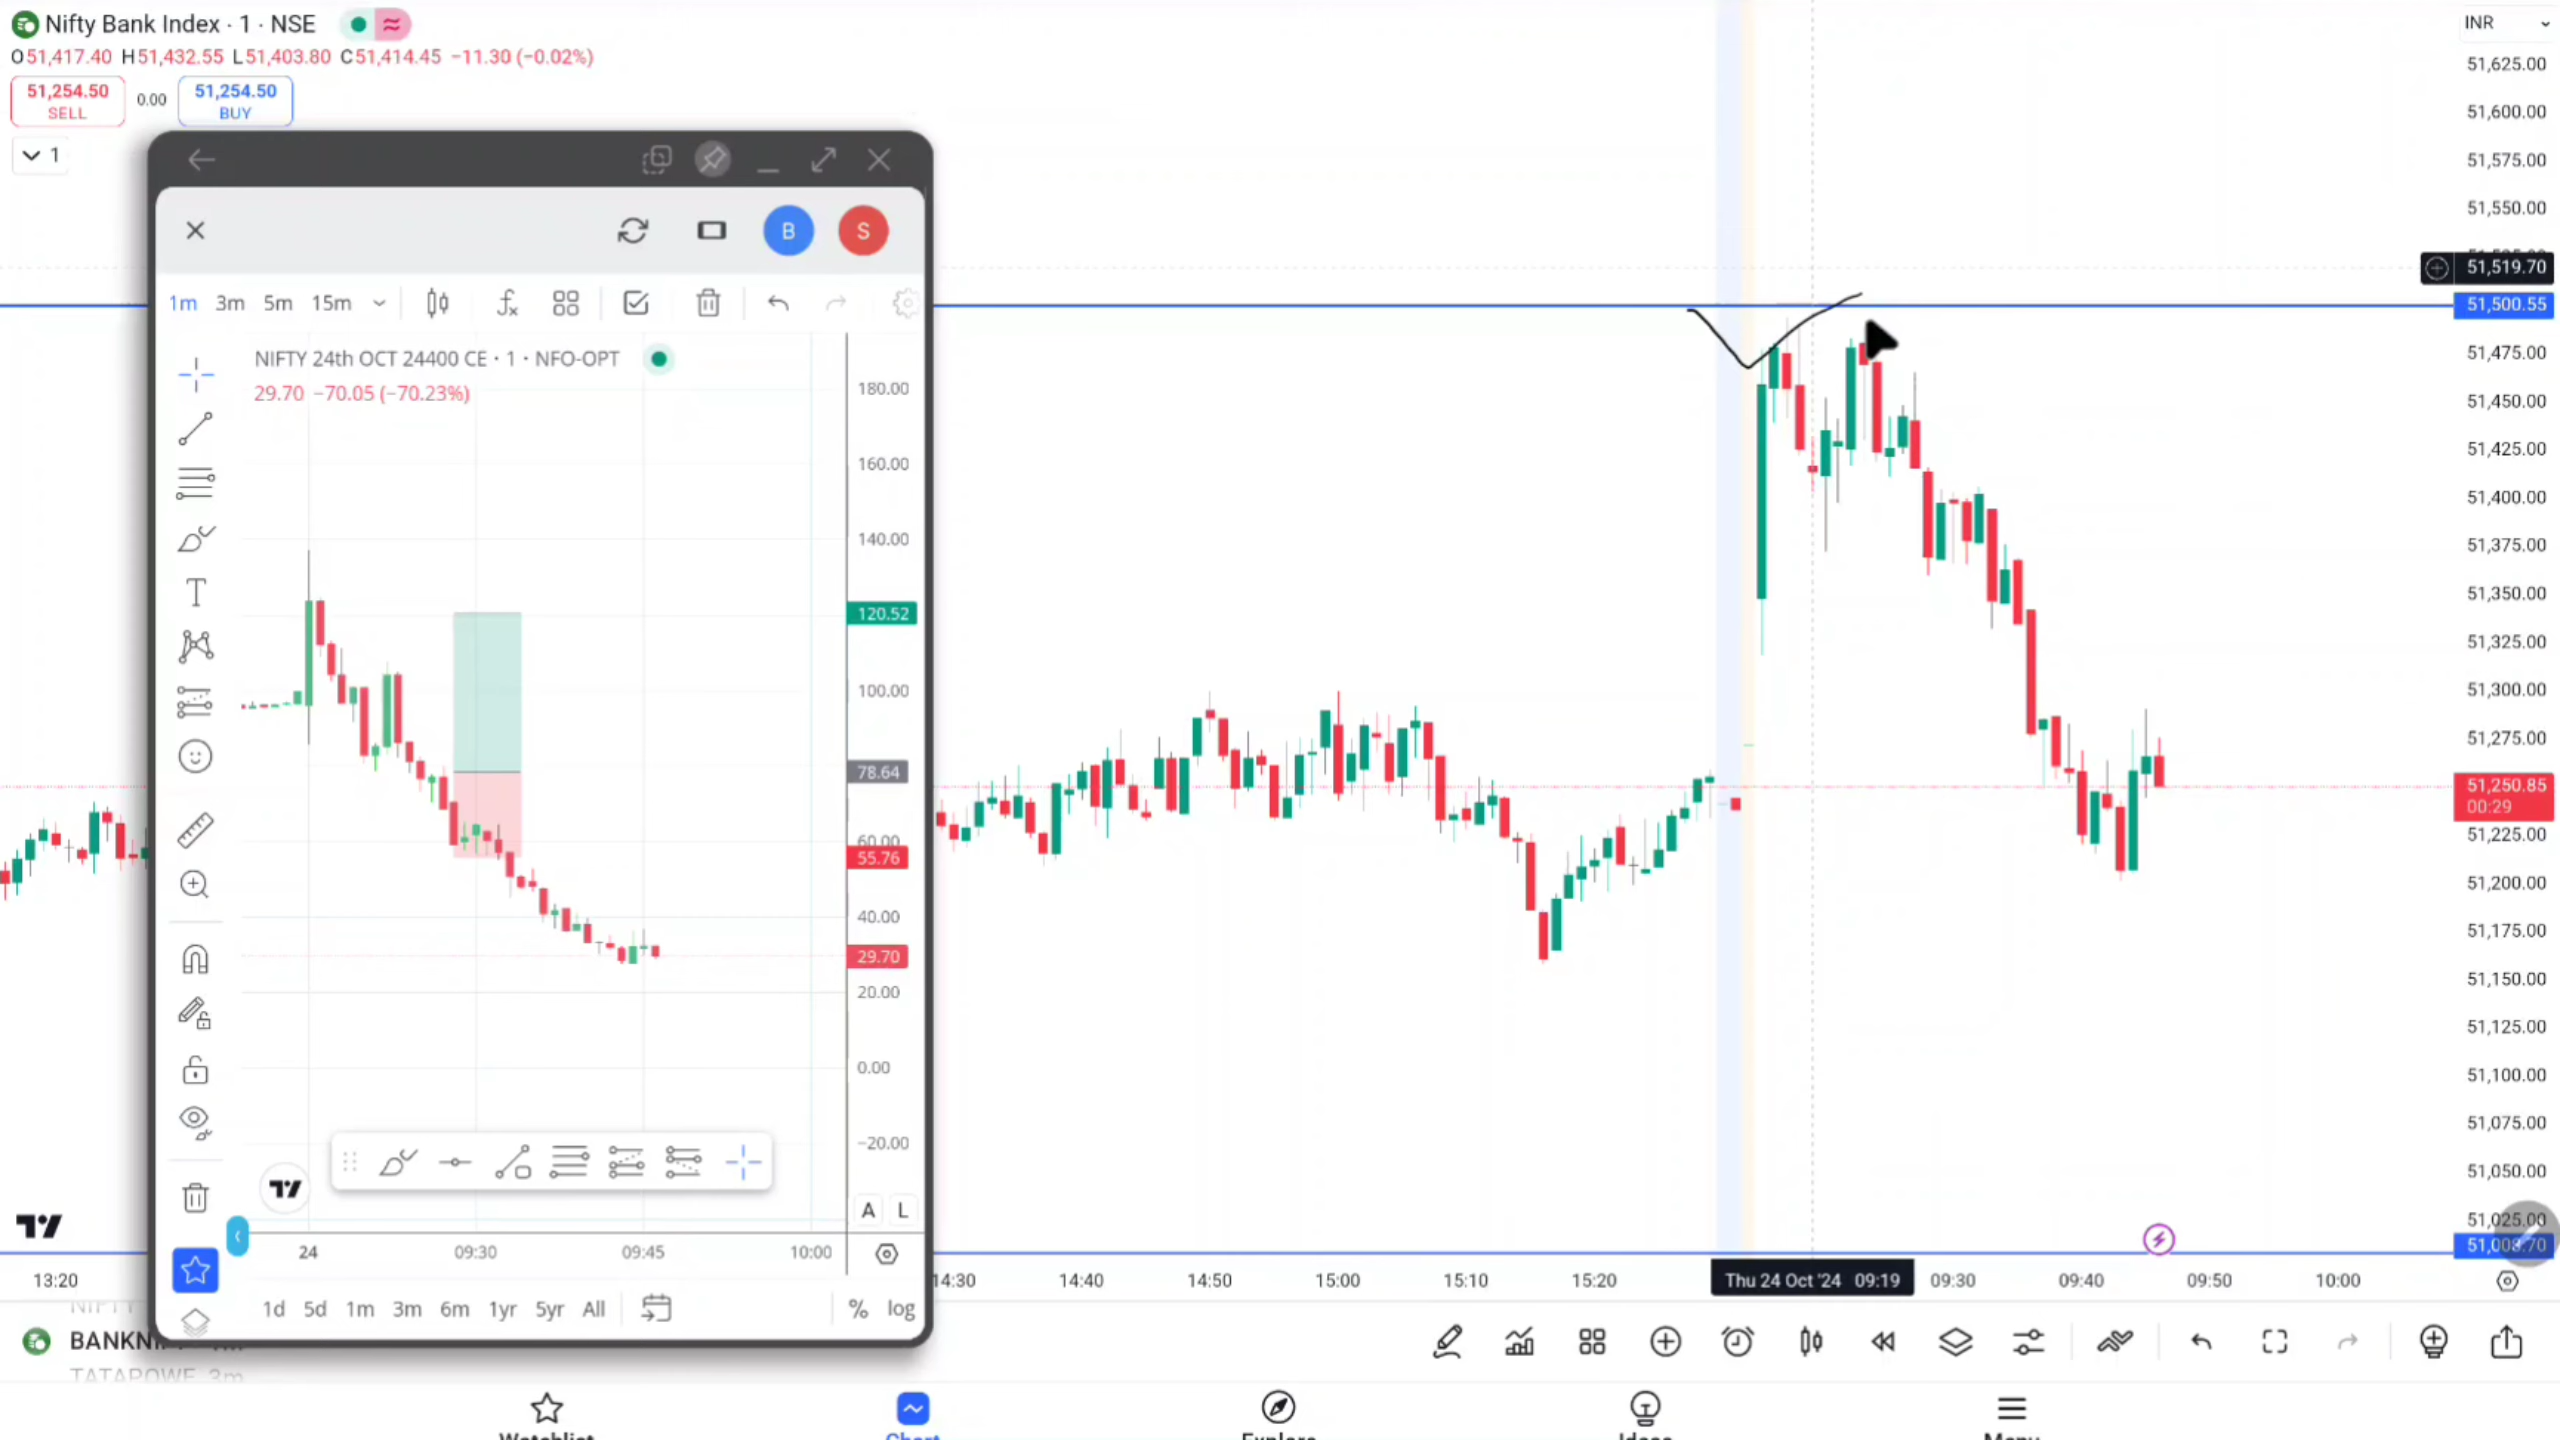 Nifty Bank Index · 1 · NSE
O51,417.40 H51,432.55 L51,403.80 C51,414.45 −11.30 (−0.02%)
51,254.50
SELL
0.00
51,254.50
BUY
1
B
S
1m 3m 5m 15m
NIFTY 24th OCT 24400 CE · 1 · NFO-OPT
29.70 −70.05 (−70.23%)
180.00
160.00
140.00
120.52
100.00
78.64
60.00
55.76
40.00
29.70
20.00
0.00
−20.00
A L
24 09:30 09:45 10:00
1d 5d 1m 3m 6m 1yr 5yr All
% log
INR
51,625.00
51,600.00
51,575.00
51,550.00
51,519.70
51,500.55
51,475.00
51,450.00
51,425.00
51,400.00
51,375.00
51,350.00
51,325.00
51,300.00
51,275.00
51,250.85
00:29
51,225.00
51,200.00
51,175.00
51,150.00
51,125.00
51,100.00
51,075.00
51,050.00
51,025.00
51,008.70
13:20 14:30 14:40 14:50 15:00 15:10 15:20 Thu 24 Oct '24 09:19 09:30 09:40 09:50 10:00
NIFTY
BANKN
TATAPOWE 3m
Watchlist Chart Explore Ideas Menu